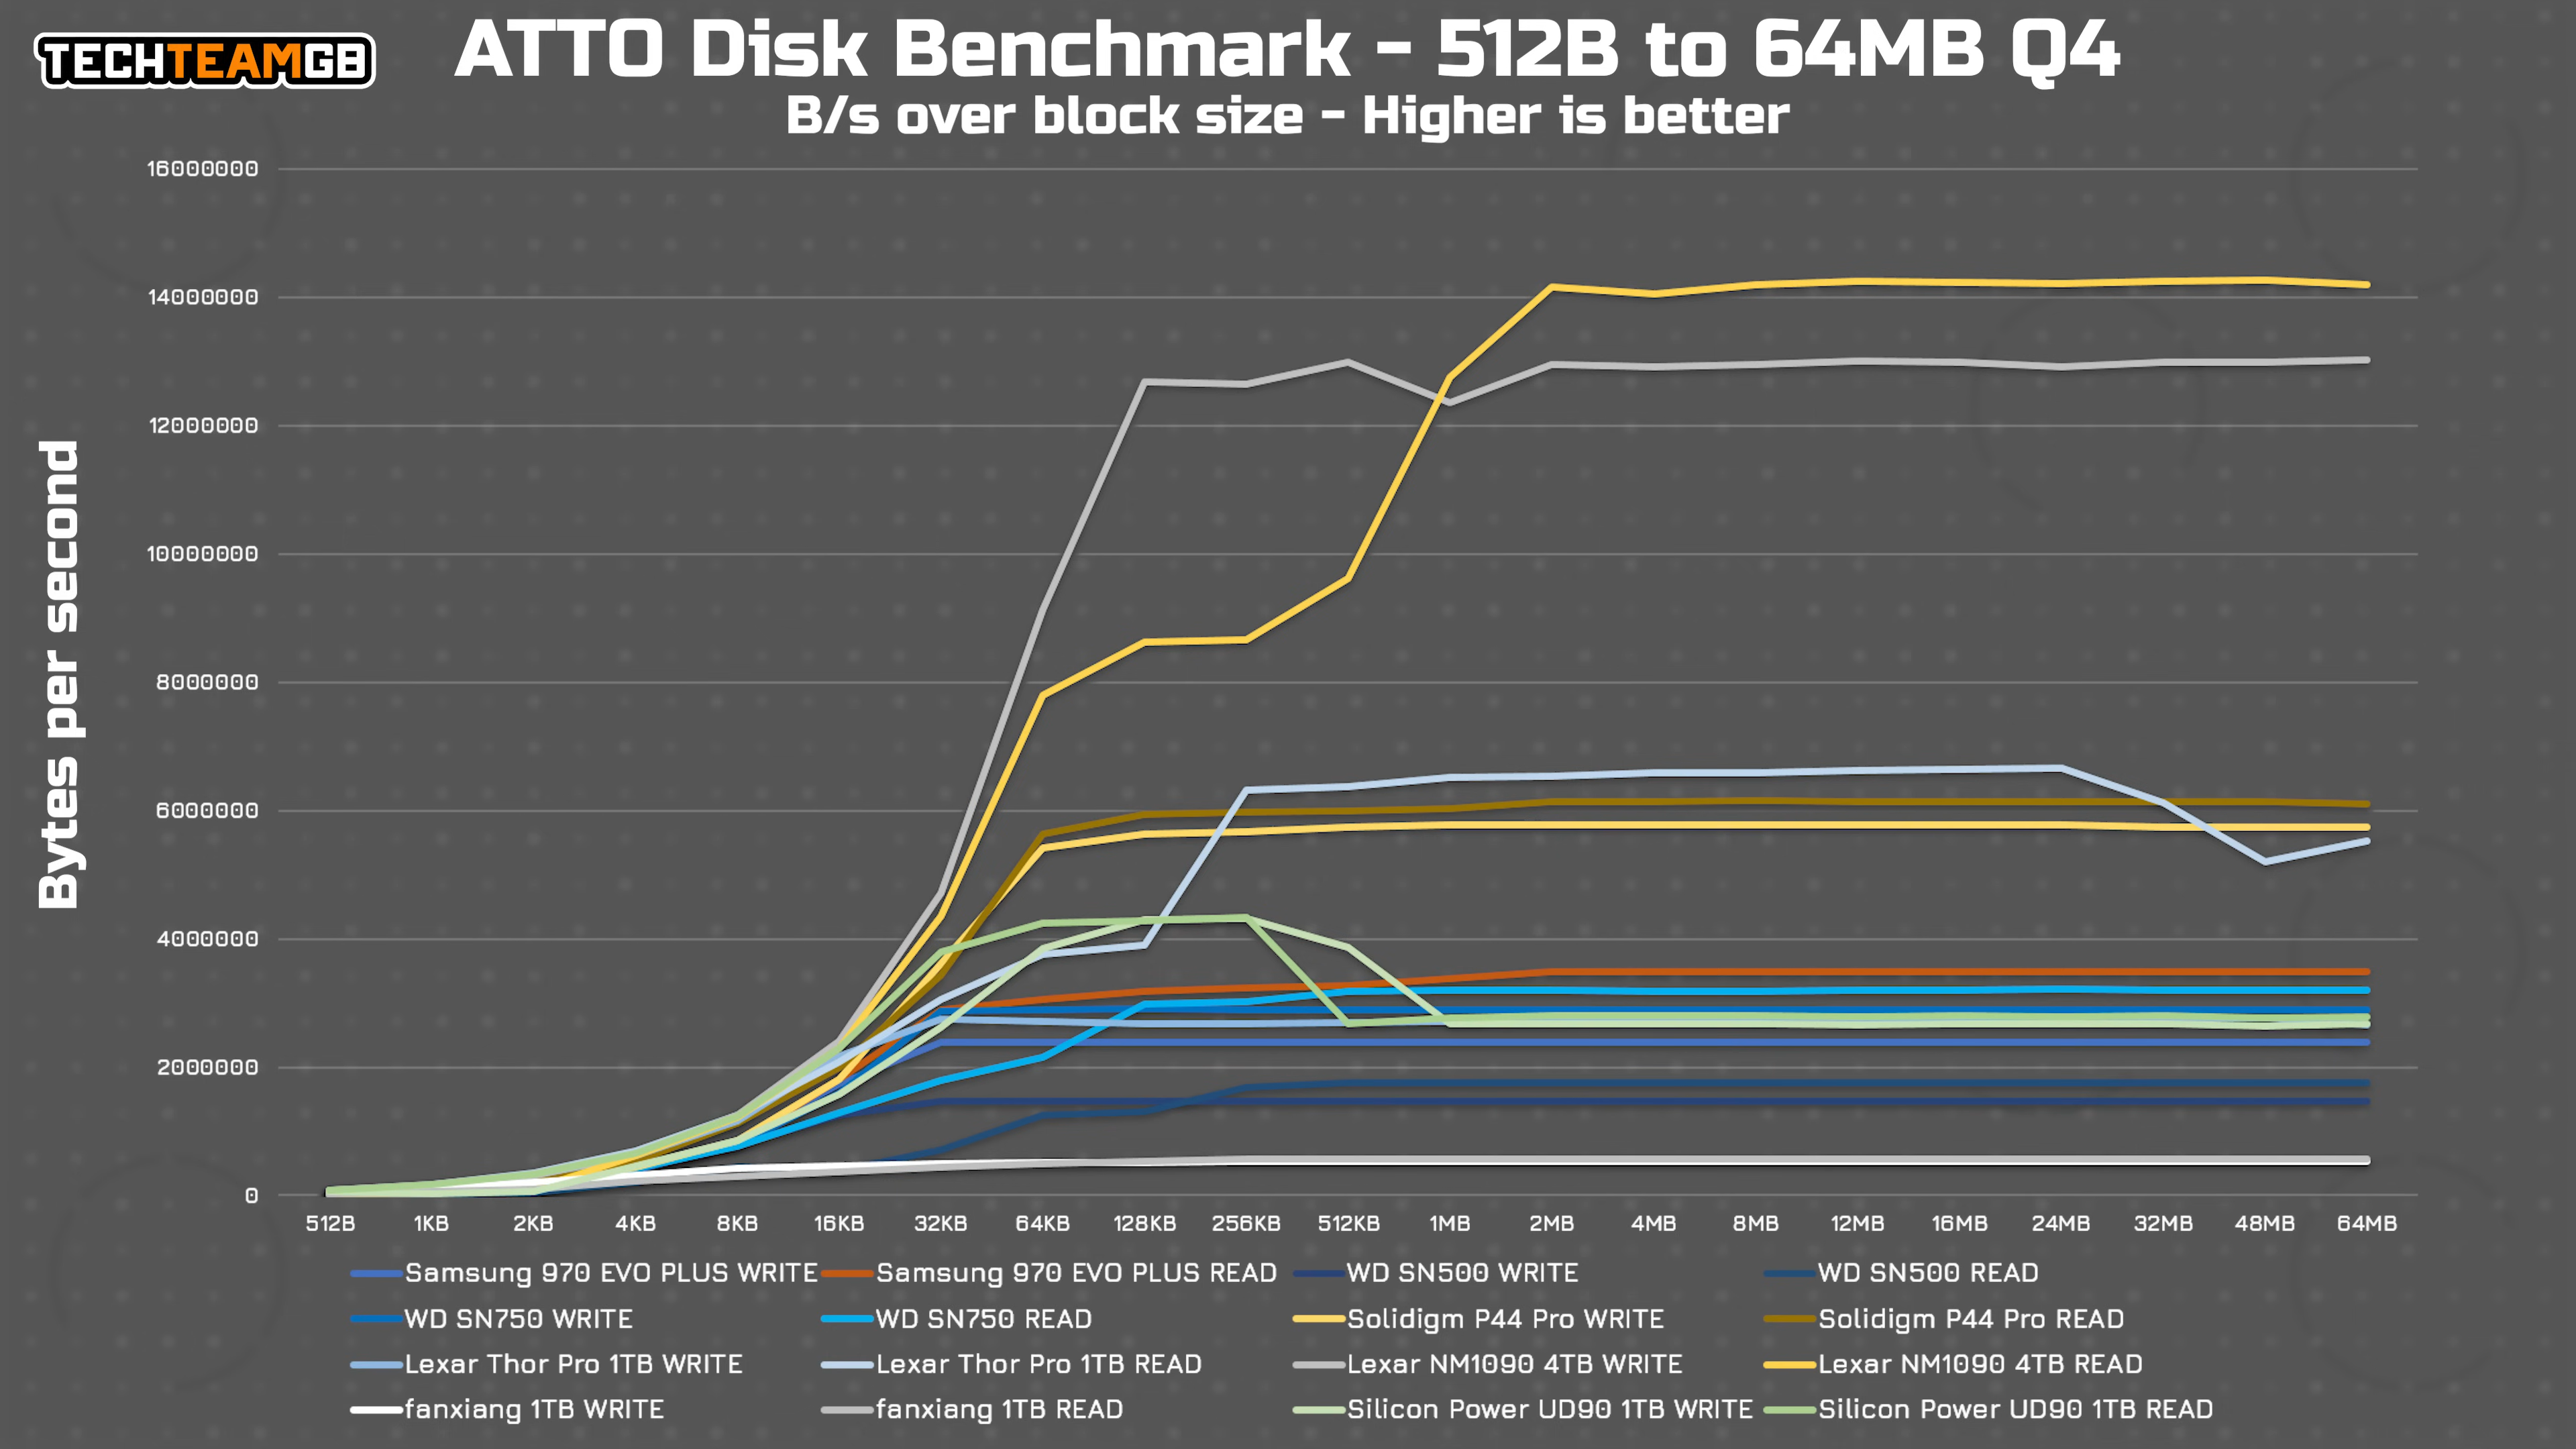 TECHTEAMGB
ATTO Disk Benchmark - 512B to 64MB Q4
B/s over block size - Higher is better
Bytes per second
16000000
14000000
12000000
10000000
8000000
6000000
4000000
2000000
0
512B 1KB 2KB 4KB 8KB 16KB 32KB 64KB 128KB 256KB 512KB 1MB 2MB 4MB 8MB 12MB 16MB 24MB 32MB 48MB 64MB
Samsung 970 EVO PLUS WRITE Samsung 970 EVO PLUS READ WD SN500 WRITE WD SN500 READ
WD SN750 WRITE WD SN750 READ Solidigm P44 Pro WRITE Solidigm P44 Pro READ
Lexar Thor Pro 1TB WRITE Lexar Thor Pro 1TB READ Lexar NM1090 4TB WRITE Lexar NM1090 4TB READ
fanxiang 1TB WRITE fanxiang 1TB READ Silicon Power UD90 1TB WRITE Silicon Power UD90 1TB READ